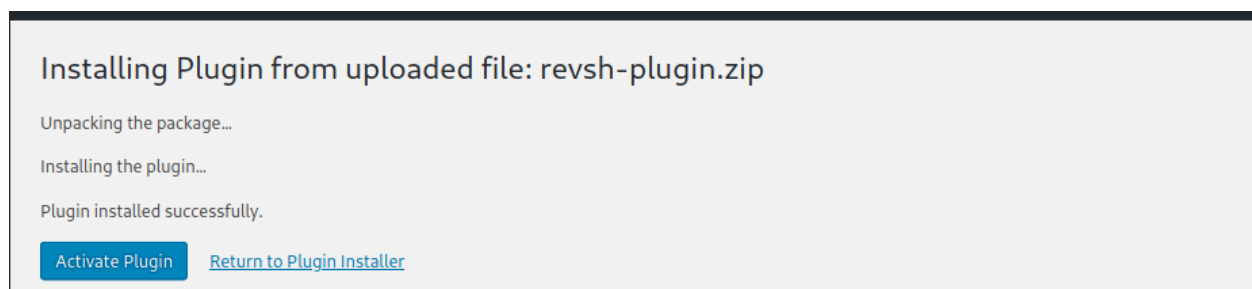 Installing Plugin from uploaded file: revsh-plugin.zip
Unpacking the package...
Installing the plugin...
Plugin installed successfully.
Activate Plugin Return to Plugin Installer